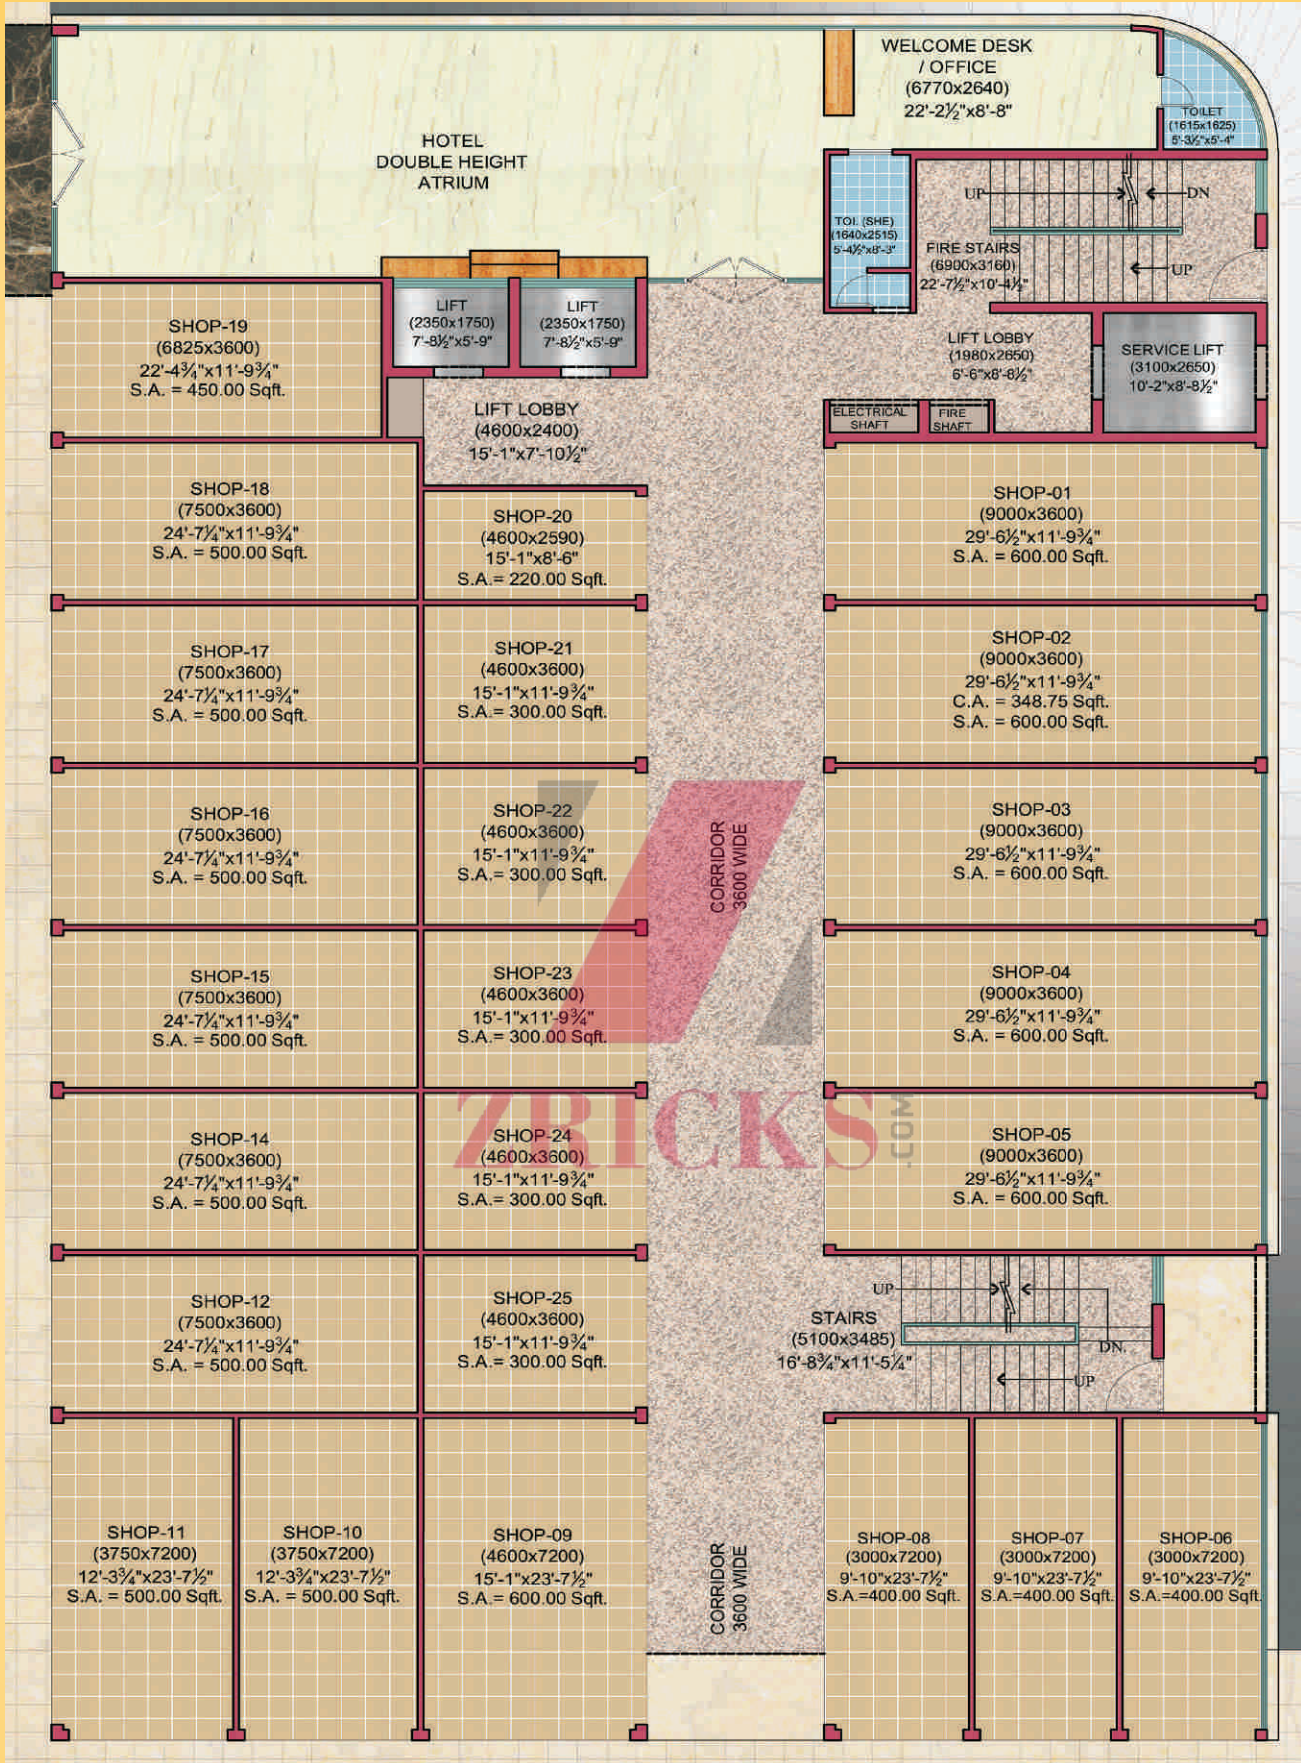 WELCOME DESK
/ OFFICE
(6770x2640)
22'-2½"x8'-8"
TOILET
(1615x1625)
5'-3½"x5'-4"
HOTEL
DOUBLE HEIGHT
ATRIUM
TOI. (SHE)
(1640x2515)
5'-4½"x8'-3"
UP
DN
FIRE STAIRS
(6900x3160)
22'-7½"x10'-4½"
UP
SHOP-19
(6825x3600)
22'-4¾"x11'-9¾"
S.A. = 450.00 Sqft.
LIFT
(2350x1750)
7'-8½"x5'-9"
LIFT
(2350x1750)
7'-8½"x5'-9"
LIFT LOBBY
(1980x2650)
6'-6"x8'-8½"
SERVICE LIFT
(3100x2650)
10'-2"x8'-8½"
LIFT LOBBY
(4600x2400)
15'-1"x7'-10½"
ELECTRICAL
SHAFT
FIRE
SHAFT
SHOP-18
(7500x3600)
24'-7¼"x11'-9¾"
S.A. = 500.00 Sqft.
SHOP-20
(4600x2590)
15'-1"x8'-6"
S.A.= 220.00 Sqft.
SHOP-01
(9000x3600)
29'-6½"x11'-9¾"
S.A. = 600.00 Sqft.
SHOP-17
(7500x3600)
24'-7¼"x11'-9¾"
S.A. = 500.00 Sqft.
SHOP-21
(4600x3600)
15'-1"x11'-9¾"
S.A.= 300.00 Sqft.
SHOP-02
(9000x3600)
29'-6½"x11'-9¾"
C.A. = 348.75 Sqft.
S.A. = 600.00 Sqft.
SHOP-16
(7500x3600)
24'-7¼"x11'-9¾"
S.A. = 500.00 Sqft.
SHOP-22
(4600x3600)
15'-1"x11'-9¾"
S.A.= 300.00 Sqft.
CORRIDOR
3600 WIDE
SHOP-03
(9000x3600)
29'-6½"x11'-9¾"
S.A. = 600.00 Sqft.
SHOP-15
(7500x3600)
24'-7¼"x11'-9¾"
S.A. = 500.00 Sqft.
SHOP-23
(4600x3600)
15'-1"x11'-9¾"
S.A.= 300.00 Sqft.
SHOP-04
(9000x3600)
29'-6½"x11'-9¾"
S.A. = 600.00 Sqft.
ZRICKS
.COM
SHOP-14
(7500x3600)
24'-7¼"x11'-9¾"
S.A. = 500.00 Sqft.
SHOP-24
(4600x3600)
15'-1"x11'-9¾"
S.A.= 300.00 Sqft.
SHOP-05
(9000x3600)
29'-6½"x11'-9¾"
S.A. = 600.00 Sqft.
SHOP-12
(7500x3600)
24'-7¼"x11'-9¾"
S.A. = 500.00 Sqft.
SHOP-25
(4600x3600)
15'-1"x11'-9¾"
S.A.= 300.00 Sqft.
UP
STAIRS
(5100x3485)
16'-8¾"x11'-5¼"
DN.
UP
SHOP-11
(3750x7200)
12'-3¾"x23'-7½"
S.A. = 500.00 Sqft.
SHOP-10
(3750x7200)
12'-3¾"x23'-7½"
S.A. = 500.00 Sqft.
SHOP-09
(4600x7200)
15'-1"x23'-7½"
S.A. = 600.00 Sqft.
CORRIDOR
3600 WIDE
SHOP-08
(3000x7200)
9'-10"x23'-7½"
S.A.=400.00 Sqft.
SHOP-07
(3000x7200)
9'-10"x23'-7½"
S.A.=400.00 Sqft.
SHOP-06
(3000x7200)
9'-10"x23'-7½"
S.A.=400.00 Sqft.